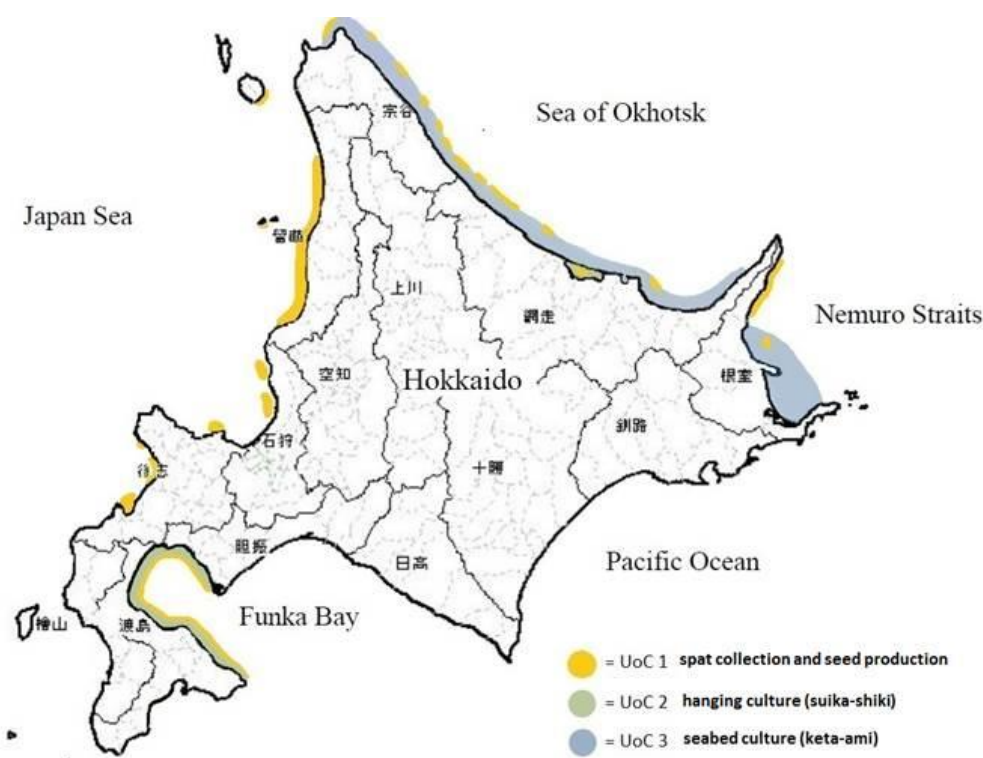 Sea of Okhotsk
宗谷
Japan Sea
留萌
上川
Nemuro Straits
網走
空知
Hokkaido
根室
釧路
石狩
十勝
後志
胆振
日高
Pacific Ocean
Funka Bay
檜山
渡島
= UoC 1 spat collection and seed production
= UoC 2 hanging culture (suika-shiki)
= UoC 3 seabed culture (keta-ami)